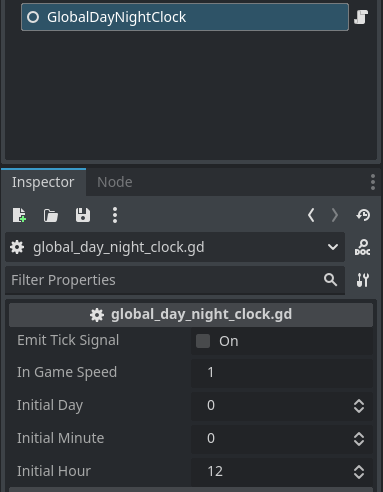 GlobalDayNightClock
Inspector Node
global_day_night_clock.gd
DOC
Filter Properties
global_day_night_clock.gd
Emit Tick Signal On
In Game Speed 1
Initial Day 0
Initial Minute 0
Initial Hour 12